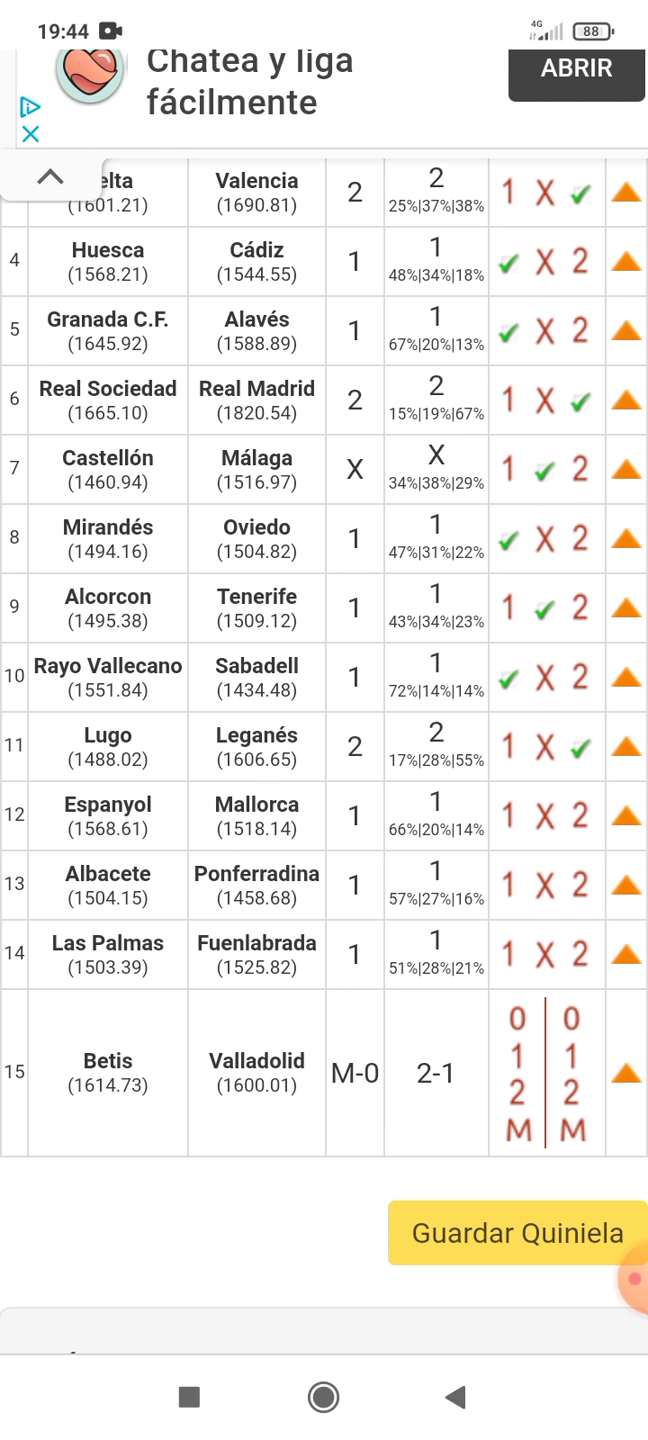 19:44
4G
88
Chatea y liga
fácilmente
ABRIR
elta
(1601.21)
Valencia
(1690.81)
2
2
25%|37%|38%
1 X
4
Huesca
(1568.21)
Cádiz
(1544.55)
1
1
48%|34%|18%
X 2
5
Granada C.F.
(1645.92)
Alavés
(1588.89)
1
1
67%|20%|13%
X 2
6
Real Sociedad
(1665.10)
Real Madrid
(1820.54)
2
2
15%|19%|67%
1 X
7
Castellón
(1460.94)
Málaga
(1516.97)
X
X
34%|38%|29%
1 2
8
Mirandés
(1494.16)
Oviedo
(1504.82)
1
1
47%|31%|22%
X 2
9
Alcorcon
(1495.38)
Tenerife
(1509.12)
1
1
43%|34%|23%
1 2
10
Rayo Vallecano
(1551.84)
Sabadell
(1434.48)
1
1
72%|14%|14%
X 2
11
Lugo
(1488.02)
Leganés
(1606.65)
2
2
17%|28%|55%
1 X
12
Espanyol
(1568.61)
Mallorca
(1518.14)
1
1
66%|20%|14%
1 X 2
13
Albacete
(1504.15)
Ponferradina
(1458.68)
1
1
57%|27%|16%
1 X 2
14
Las Palmas
(1503.39)
Fuenlabrada
(1525.82)
1
1
51%|28%|21%
1 X 2
15
Betis
(1614.73)
Valladolid
(1600.01)
M-0
2-1
0 0
1 1
2 2
M M
Guardar Quiniela